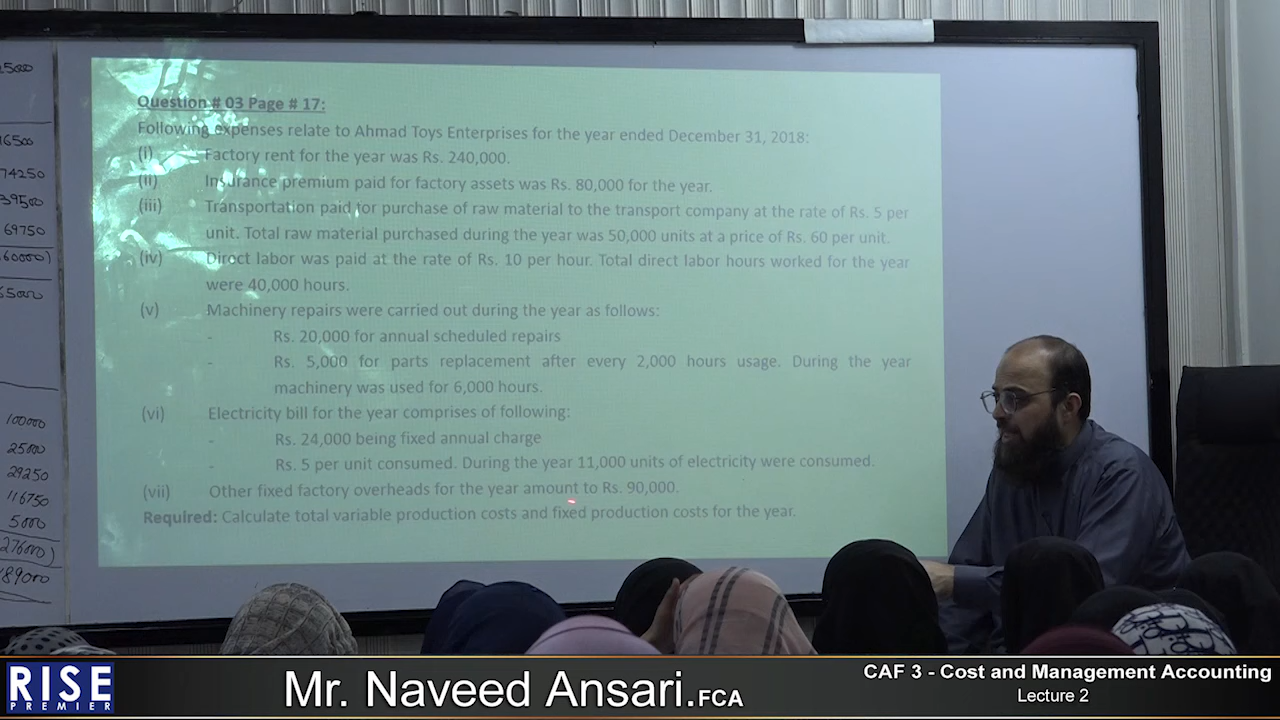 25000
16500
74250
39500
69750
60000)
65000
100000
25000
29250
116750
5000
(276000)
189000
Question # 03 Page # 17:
Following expenses relate to Ahmad Toys Enterprises for the year ended December 31, 2018:
(i) Factory rent for the year was Rs. 240,000.
(ii) Insurance premium paid for factory assets was Rs. 80,000 for the year.
(iii) Transportation paid for purchase of raw material to the transport company at the rate of Rs. 5 per
unit. Total raw material purchased during the year was 50,000 units at a price of Rs. 60 per unit.
(iv) Direct labor was paid at the rate of Rs. 10 per hour. Total direct labor hours worked for the year
were 40,000 hours.
(v) Machinery repairs were carried out during the year as follows:
- Rs. 20,000 for annual scheduled repairs
- Rs. 5,000 for parts replacement after every 2,000 hours usage. During the year
machinery was used for 6,000 hours.
(vi) Electricity bill for the year comprises of following:
- Rs. 24,000 being fixed annual charge
- Rs. 5 per unit consumed. During the year 11,000 units of electricity were consumed.
(vii) Other fixed factory overheads for the year amount to Rs. 90,000.
Required: Calculate total variable production costs and fixed production costs for the year.
RISE
PREMIER
Mr. Naveed Ansari.FCA
CAF 3 - Cost and Management Accounting
Lecture 2